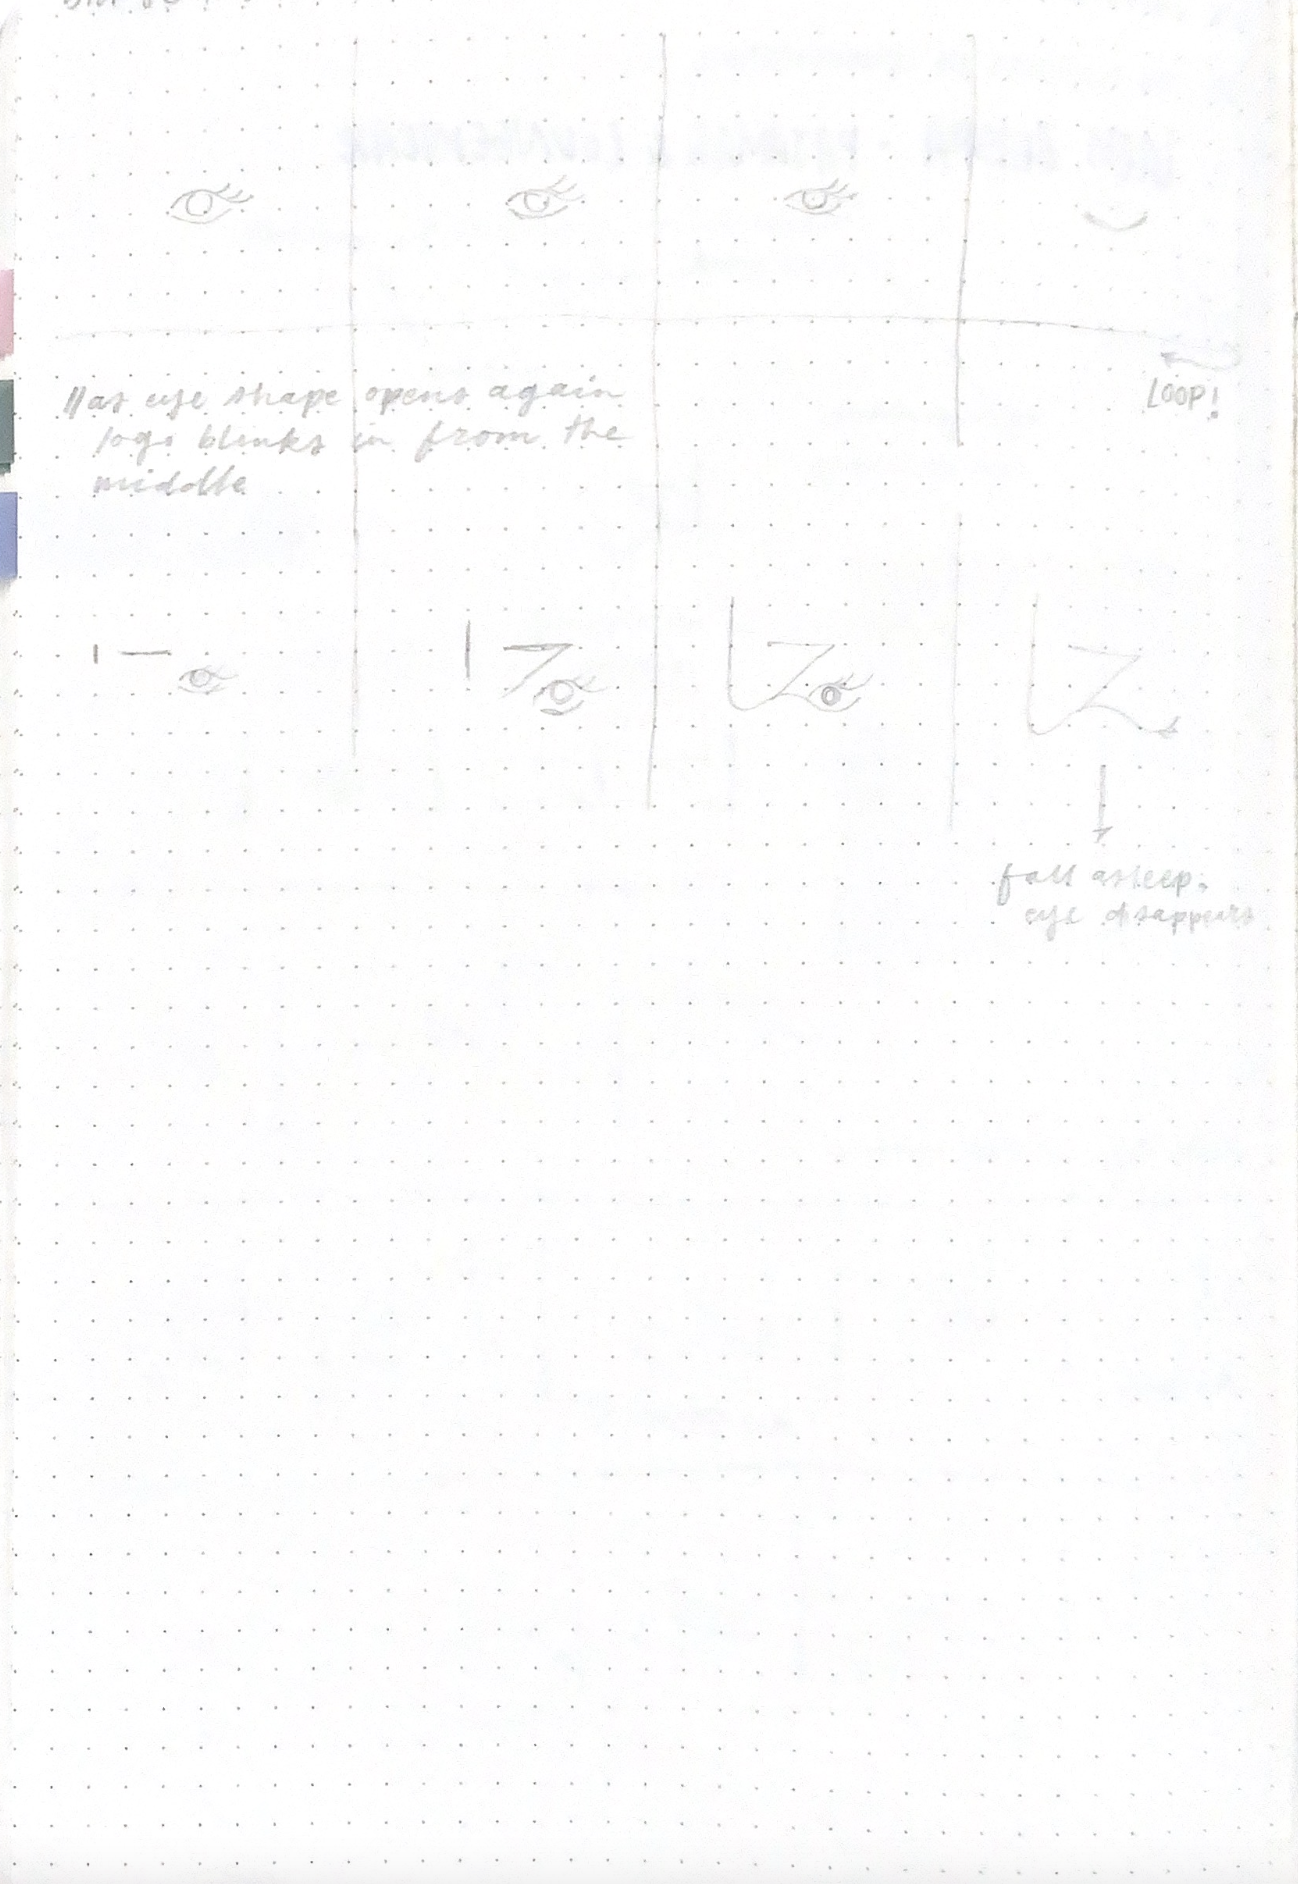 //as eye shape opens again
logo blinks in from the
middle
LOOP!
fall asleep,
eye disappears